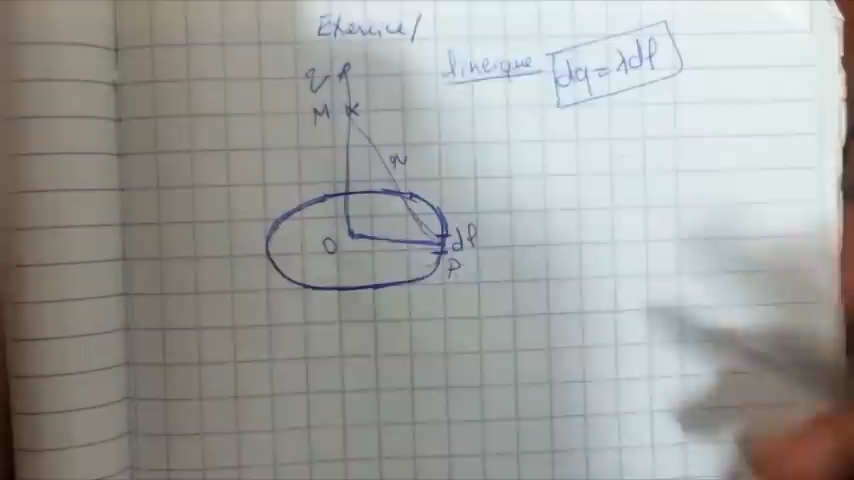 Exercice/
linéique dq = λdl
z
M
r
O
dl
P